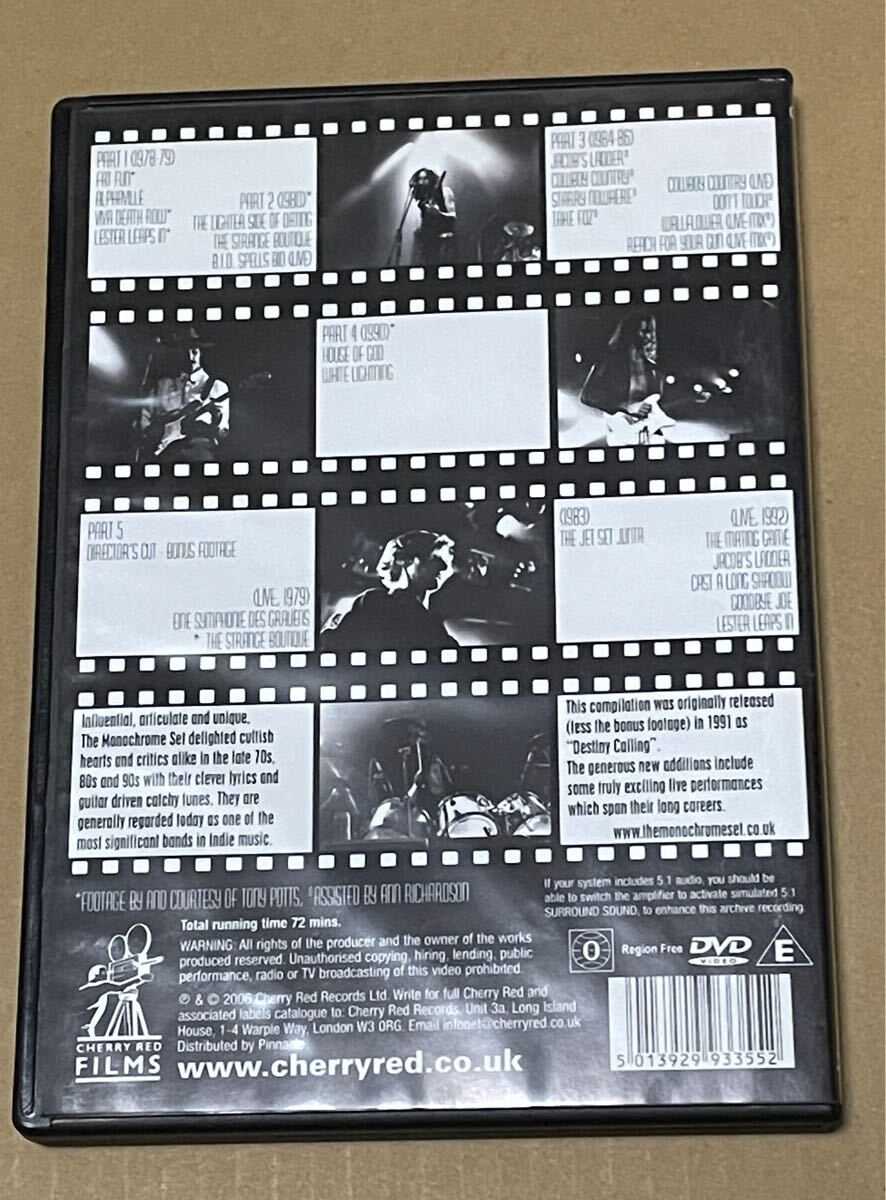 PART 1 (1978-79)
FAT FUN*
ALPHAVILLE
VIVA DEATH ROW*
LESTER LEAPS IN*
PART 2 (1980)*
THE LIGHTER SIDE OF DATING
THE STRANGE BOUTIQUE
B.I.D. SPELLS BID (LIVE)
PART 3 (1984-86)
JACOB'S LADDER°
COWBOY COUNTRY°
STARRY NOWHERE°
TAKE FOZ°
COWBOY COUNTRY (LIVE)
DON'T TOUCH°
WALLFLOWER (LIVE-MIX°)
REACH FOR YOUR GUN (LIVE-MIX°)
PART 4 (1990)*
HOUSE OF GOD
WHITE LIGHTNING
PART 5
DIRECTOR'S CUT - BONUS FOOTAGE
(LIVE, 1979)
EINE SYMPHONIE DES GRAUENS
* THE STRANGE BOUTIQUE
(1983)
THE JET SET JUNTA
(LIVE, 1992)
THE MATING GAME
JACOB'S LADDER
CAST A LONG SHADOW
GOODBYE JOE
LESTER LEAPS IN
Influential, articulate and unique,
The Monochrome Set delighted cultish
hearts and critics alike in the late 70s,
80s and 90s with their clever lyrics and
guitar driven catchy tunes. They are
generally regarded today as one of the
most significant bands in Indie music.
This compilation was originally released
(less the bonus footage) in 1991 as
"Destiny Calling".
The generous new additions include
some truly exciting live performances
which span their long careers.
www.themonochromeset.co.uk
*FOOTAGE BY AND COURTESY OF TONY POTTS, °ASSISTED BY ANN RICHARDSON
If your system includes 5.1 audio, you should be
able to switch the amplifier to activate simulated 5.1
SURROUND SOUND, to enhance this archive recording
Total running time 72 mins.
WARNING: All rights of the producer and the owner of the works
produced reserved. Unauthorised copying, hiring, lending, public
performance, radio or TV broadcasting of this video prohibited.
℗ & © 2006 Cherry Red Records Ltd. Write for full Cherry Red and
associated labels catalogue to: Cherry Red Records, Unit 3a, Long Island
House, 1-4 Warple Way, London W3 0RG. Email infonet@cherryred.co.uk
Distributed by Pinnacle
www.cherryred.co.uk
CHERRY RED
FILMS
0
Region Free
DVD
VIDEO
E
5 013929 933552